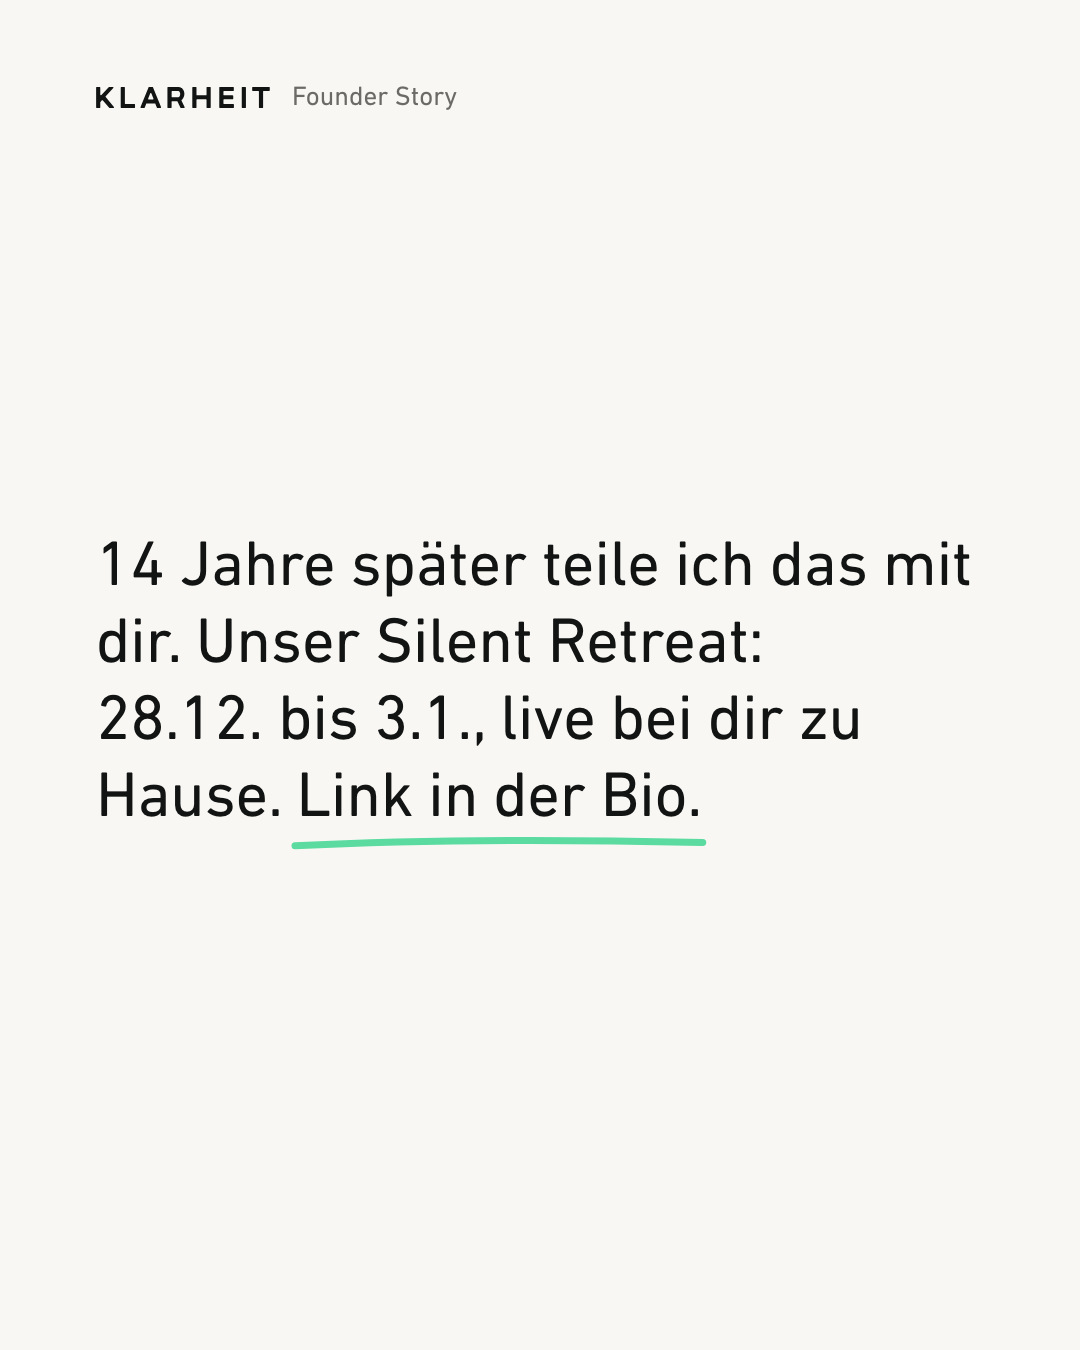 KLARHEIT Founder Story
14 Jahre später teile ich das mit
dir. Unser Silent Retreat:
28.12. bis 3.1., live bei dir zu
Hause. Link in der Bio.